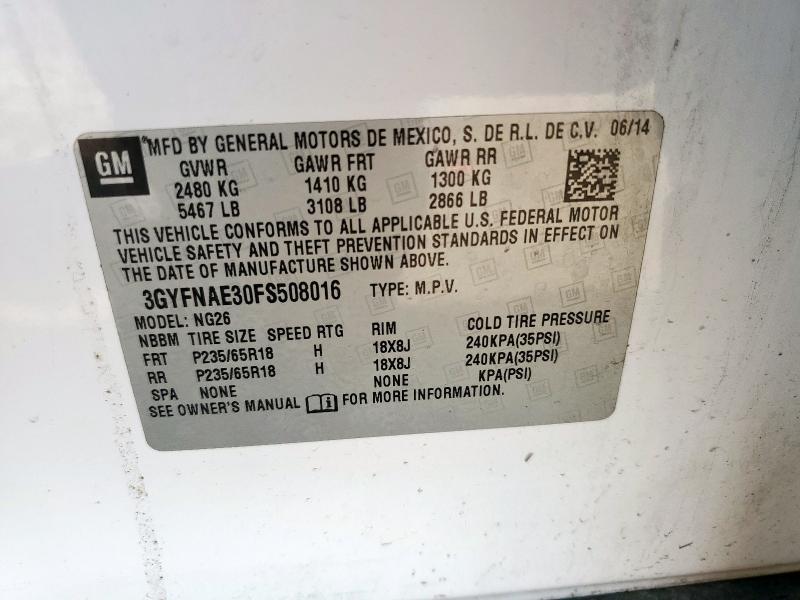 GM
MFD BY GENERAL MOTORS DE MEXICO, S. DE R.L. DE C.V. 06/14
GVWR GAWR FRT GAWR RR
2480 KG 1410 KG 1300 KG
5467 LB 3108 LB 2866 LB
THIS VEHICLE CONFORMS TO ALL APPLICABLE U.S. FEDERAL MOTOR
VEHICLE SAFETY AND THEFT PREVENTION STANDARDS IN EFFECT ON
THE DATE OF MANUFACTURE SHOWN ABOVE.
3GYFNAE30FS508016 TYPE: M.P.V.
MODEL: NG26
NBBM TIRE SIZE SPEED RTG RIM COLD TIRE PRESSURE
FRT P235/65R18 H 18X8J 240KPA(35PSI)
RR P235/65R18 H 18X8J 240KPA(35PSI)
SPA NONE NONE KPA(PSI)
SEE OWNER'S MANUAL FOR MORE INFORMATION.